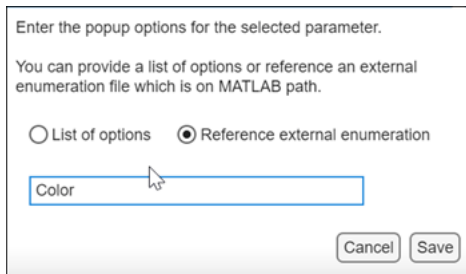 Enter the popup options for the selected parameter.
You can provide a list of options or reference an external
enumeration file which is on MATLAB path.
List of options Reference external enumeration
Color
Cancel Save